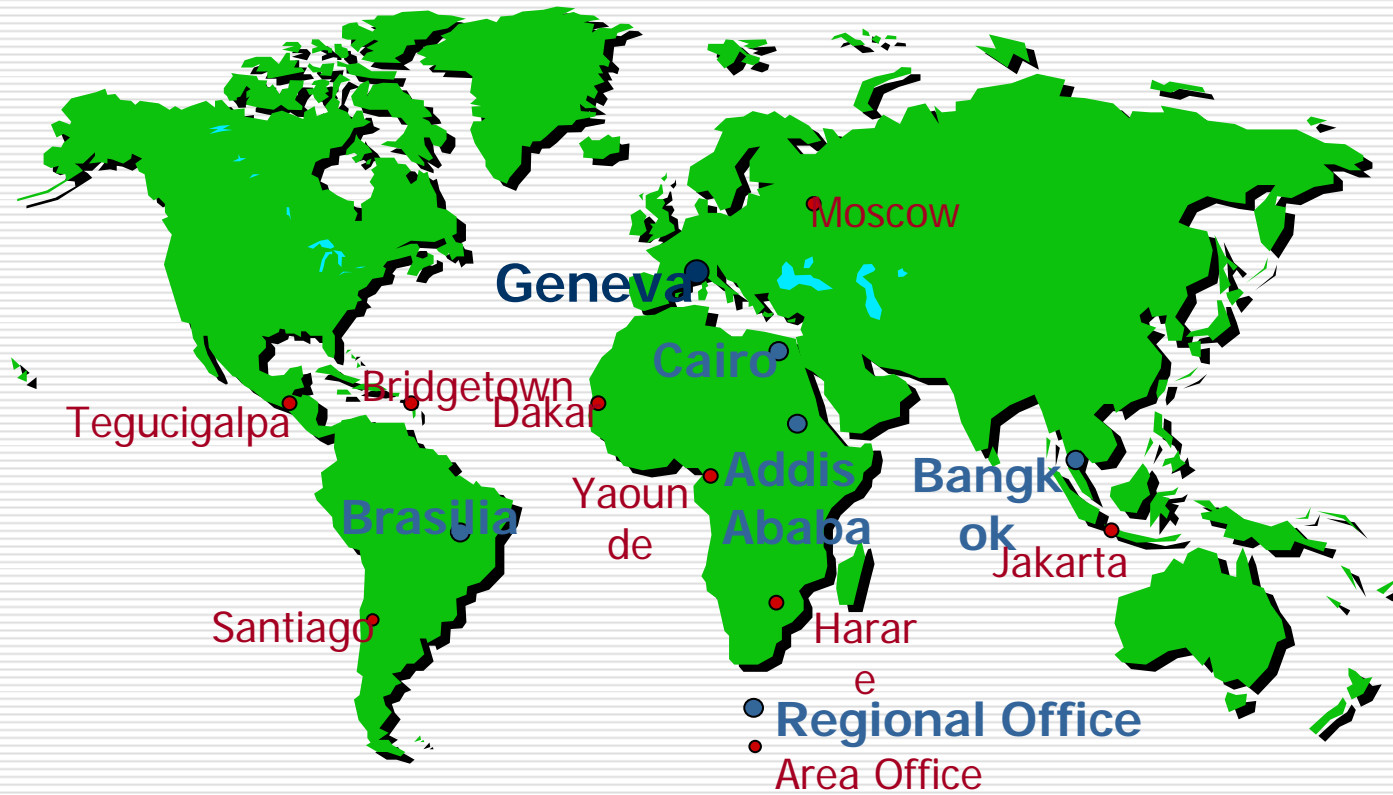 Moscow
Geneva
Cairo
Bridgetown
Dakar
Tegucigalpa
Addis
Ababa
Bangk
ok
Yaoun
de
Brasilia
Jakarta
Santiago
Harar
e
Regional Office
Area Office